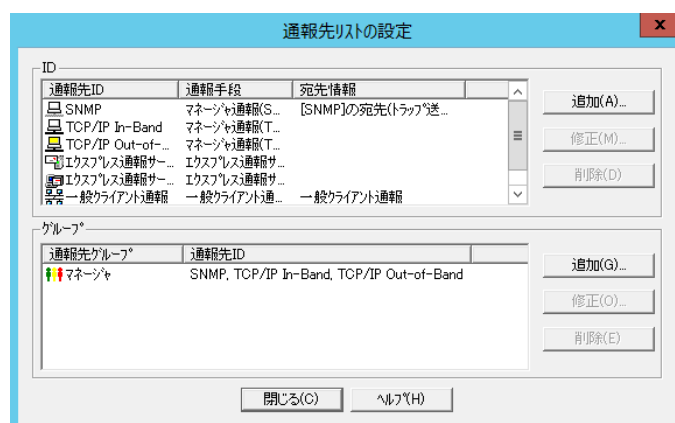 通報先リストの設定
x
ID
通報先ID 通報手段 宛先情報
SNMP マネージャ通報(S... [SNMP]の宛先(トラップ送...
TCP/IP In-Band マネージャ通報(T...
TCP/IP Out-of-... マネージャ通報(T...
エクスプレス通報サー... エクスプレス通報サ...
エクスプレス通報サー... エクスプレス通報サ...
一般クライアント通報 一般クライアント通... 一般クライアント通報
追加(A)...
修正(M)...
削除(D)
グループ
通報先グループ 通報先ID
マネージャ SNMP, TCP/IP In-Band, TCP/IP Out-of-Band
追加(G)...
修正(O)...
削除(E)
閉じる(C) ヘルプ(H)